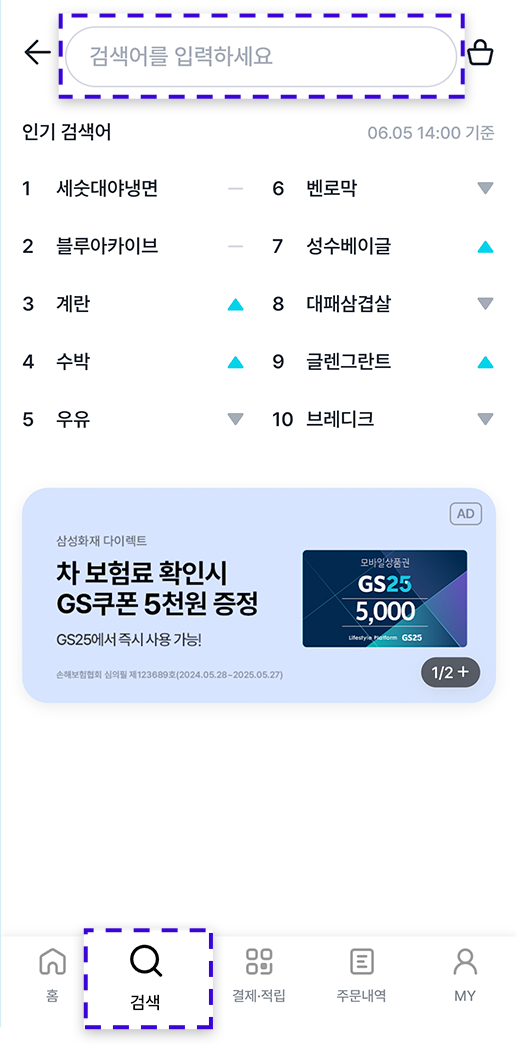 검색어를 입력하세요
인기 검색어 06.05 14:00 기준
1 세숫대야냉면
2 블루아카이브
3 계란
4 수박
5 우유
6 벤로막
7 성수베이글
8 대패삼겹살
9 글렌그란트
10 브레디크
AD
삼성화재 다이렉트
차 보험료 확인시
GS쿠폰 5천원 증정
GS25에서 즉시 사용 가능!
손해보험협회 심의필 제123689호(2024.05.28~2025.05.27)
모바일상품권
GS25
5,000
Lifestyle Platform GS25
1/2 +
홈 검색 결제·적립 주문내역 MY